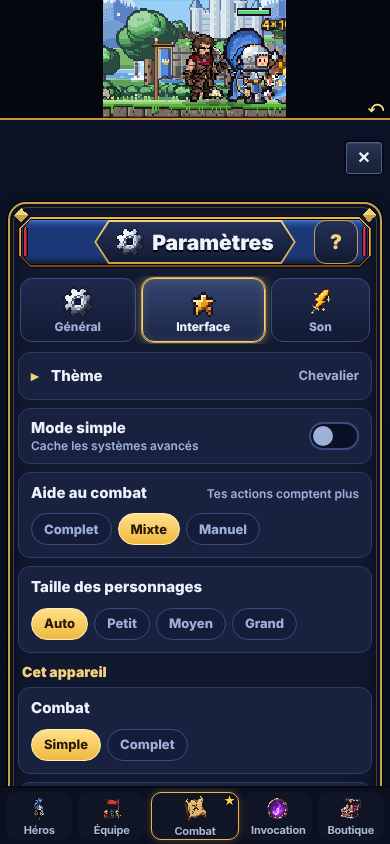 ✕
Paramètres
?
Général
Interface
Son
Thème
Chevalier
Mode simple
Cache les systèmes avancés
Aide au combat
Tes actions comptent plus
Complet
Mixte
Manuel
Taille des personnages
Auto
Petit
Moyen
Grand
Cet appareil
Combat
Simple
Complet
Héros
Équipe
Combat
Invocation
Boutique